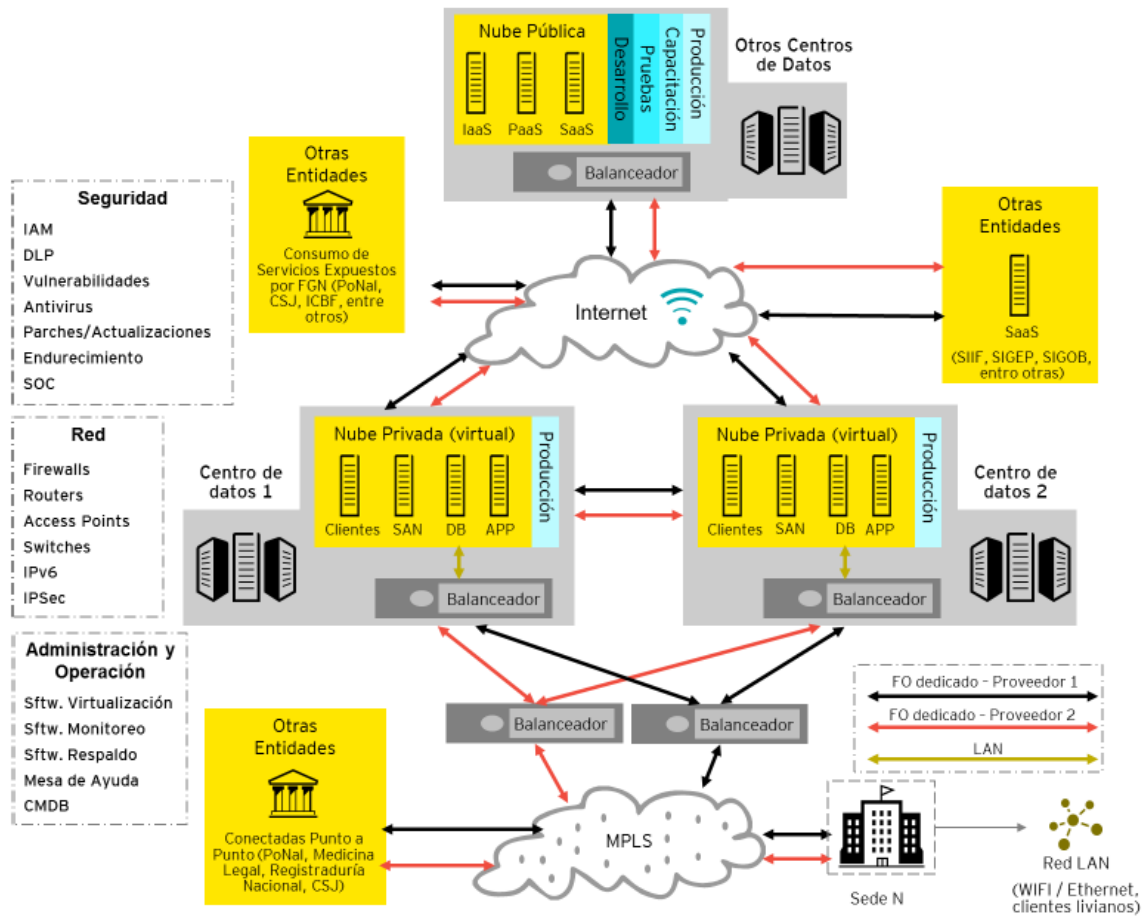 Nube Pública
IaaS
PaaS
SaaS
Desarrollo
Pruebas
Capacitación
Producción
Balanceador
Otros Centros
de Datos
Otras
Entidades
Consumo de
Servicios Expuestos
por FGN (PoNal,
CSJ, ICBF, entre
otros)
Internet
Otras
Entidades
SaaS
(SIIF, SIGEP, SIGOB,
entro otras)
Seguridad
IAM
DLP
Vulnerabilidades
Antivirus
Parches/Actualizaciones
Endurecimiento
SOC
Red
Firewalls
Routers
Access Points
Switches
IPv6
IPSec
Administración y
Operación
Sftw. Virtualización
Sftw. Monitoreo
Sftw. Respaldo
Mesa de Ayuda
CMDB
Centro de
datos 1
Nube Privada (virtual)
Clientes
SAN
DB
APP
Producción
Balanceador
Nube Privada (virtual)
Clientes
SAN
DB
APP
Producción
Balanceador
Centro de
datos 2
Balanceador
Balanceador
FO dedicado – Proveedor 1
FO dedicado – Proveedor 2
LAN
Otras
Entidades
Conectadas Punto a
Punto (PoNal, Medicina
Legal, Registraduría
Nacional, CSJ)
MPLS
Sede N
Red LAN
(WIFI / Ethernet,
clientes livianos)